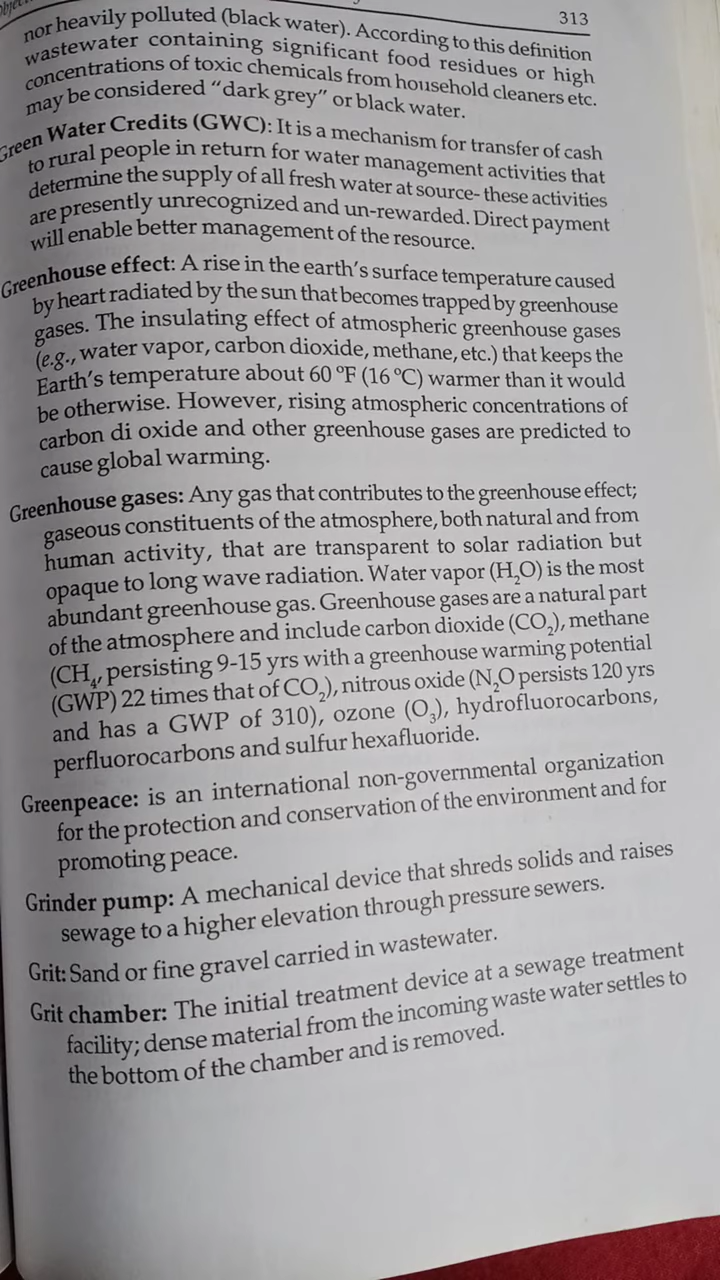 313
nor heavily polluted (black water). According to this definition
wastewater containing significant food residues or high
concentrations of toxic chemicals from household cleaners etc.
may be considered "dark grey" or black water.
Green Water Credits (GWC): It is a mechanism for transfer of cash
to rural people in return for water management activities that
determine the supply of all fresh water at source- these activities
are presently unrecognized and un-rewarded. Direct payment
will enable better management of the resource.
Greenhouse effect: A rise in the earth's surface temperature caused
by heart radiated by the sun that becomes trapped by greenhouse
gases. The insulating effect of atmospheric greenhouse gases
(e.g., water vapor, carbon dioxide, methane, etc.) that keeps the
Earth's temperature about 60 ºF (16 ºC) warmer than it would
be otherwise. However, rising atmospheric concentrations of
carbon di oxide and other greenhouse gases are predicted to
cause global warming.
Greenhouse gases: Any gas that contributes to the greenhouse effect;
gaseous constituents of the atmosphere, both natural and from
human activity, that are transparent to solar radiation but
opaque to long wave radiation. Water vapor (H₂O) is the most
abundant greenhouse gas. Greenhouse gases are a natural part
of the atmosphere and include carbon dioxide (CO₂), methane
(CH₄, persisting 9-15 yrs with a greenhouse warming potential
(GWP) 22 times that of CO₂), nitrous oxide (N₂O persists 120 yrs
and has a GWP of 310), ozone (O₃), hydrofluorocarbons,
perfluorocarbons and sulfur hexafluoride.
Greenpeace: is an international non-governmental organization
for the protection and conservation of the environment and for
promoting peace.
Grinder pump: A mechanical device that shreds solids and raises
sewage to a higher elevation through pressure sewers.
Grit: Sand or fine gravel carried in wastewater.
Grit chamber: The initial treatment device at a sewage treatment
facility; dense material from the incoming waste water settles to
the bottom of the chamber and is removed.